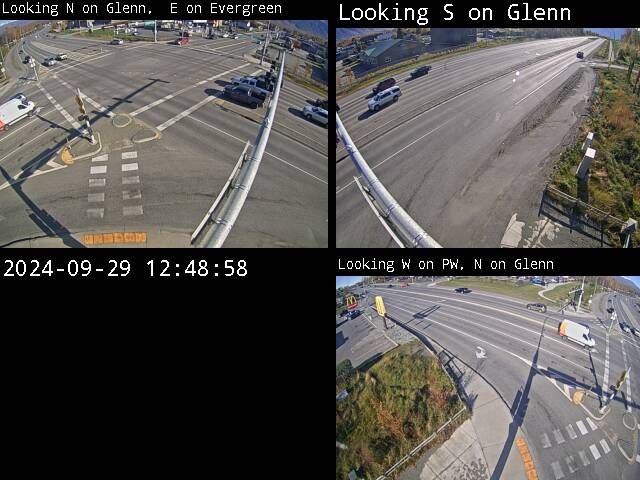 Looking N on Glenn, E on Evergreen
Looking S on Glenn
2024-09-29 12:48:58
Looking W on PW, N on Glenn